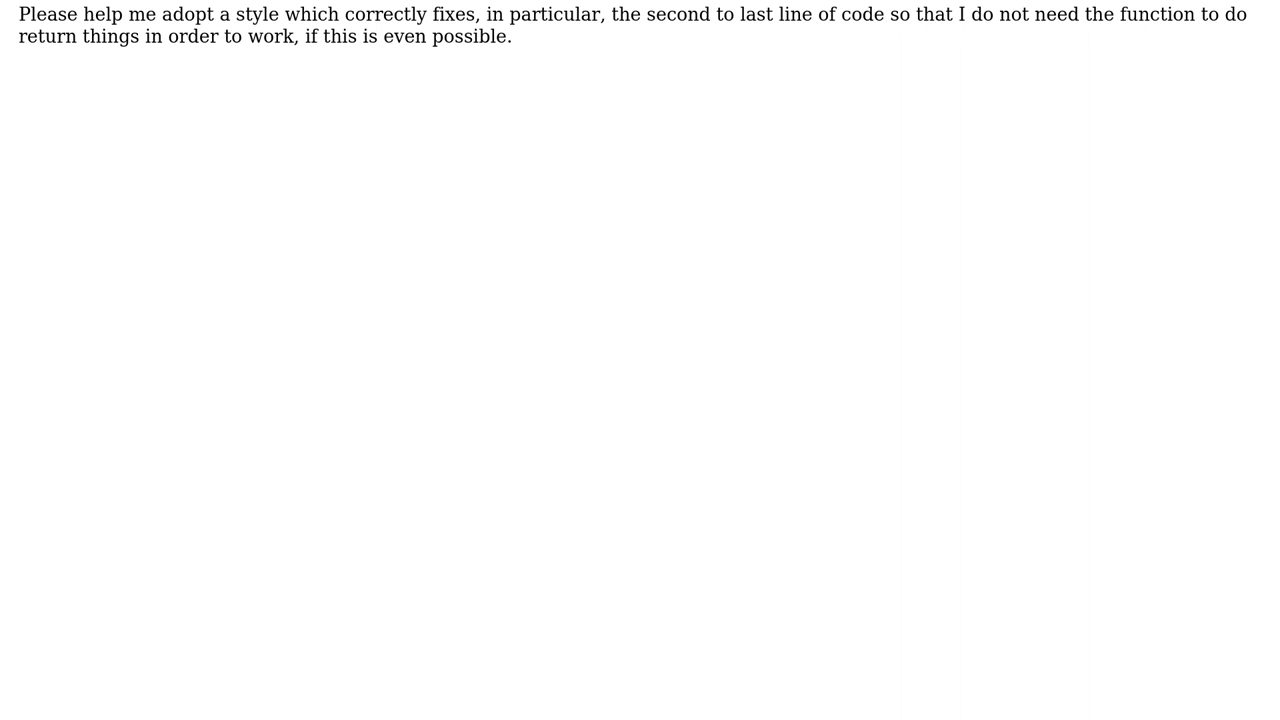 Please help me adopt a style which correctly fixes, in particular, the second to last line of code so that I do not need the function to do
return things in order to work, if this is even possible.